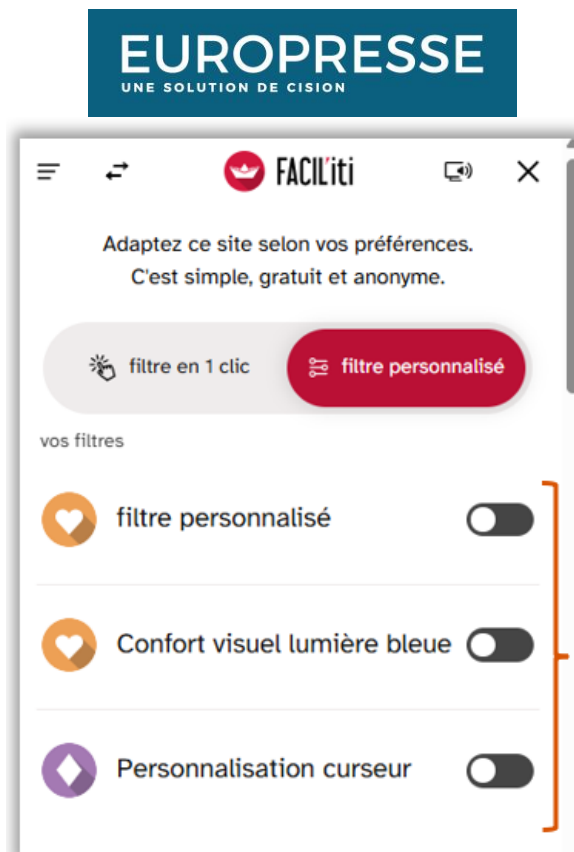 EUROPRESSE
UNE SOLUTION DE CISION
FACIL'iti
Adaptez ce site selon vos préférences.
C'est simple, gratuit et anonyme.
filtre en 1 clic
filtre personnalisé
vos filtres
filtre personnalisé
Confort visuel lumière bleue
Personnalisation curseur